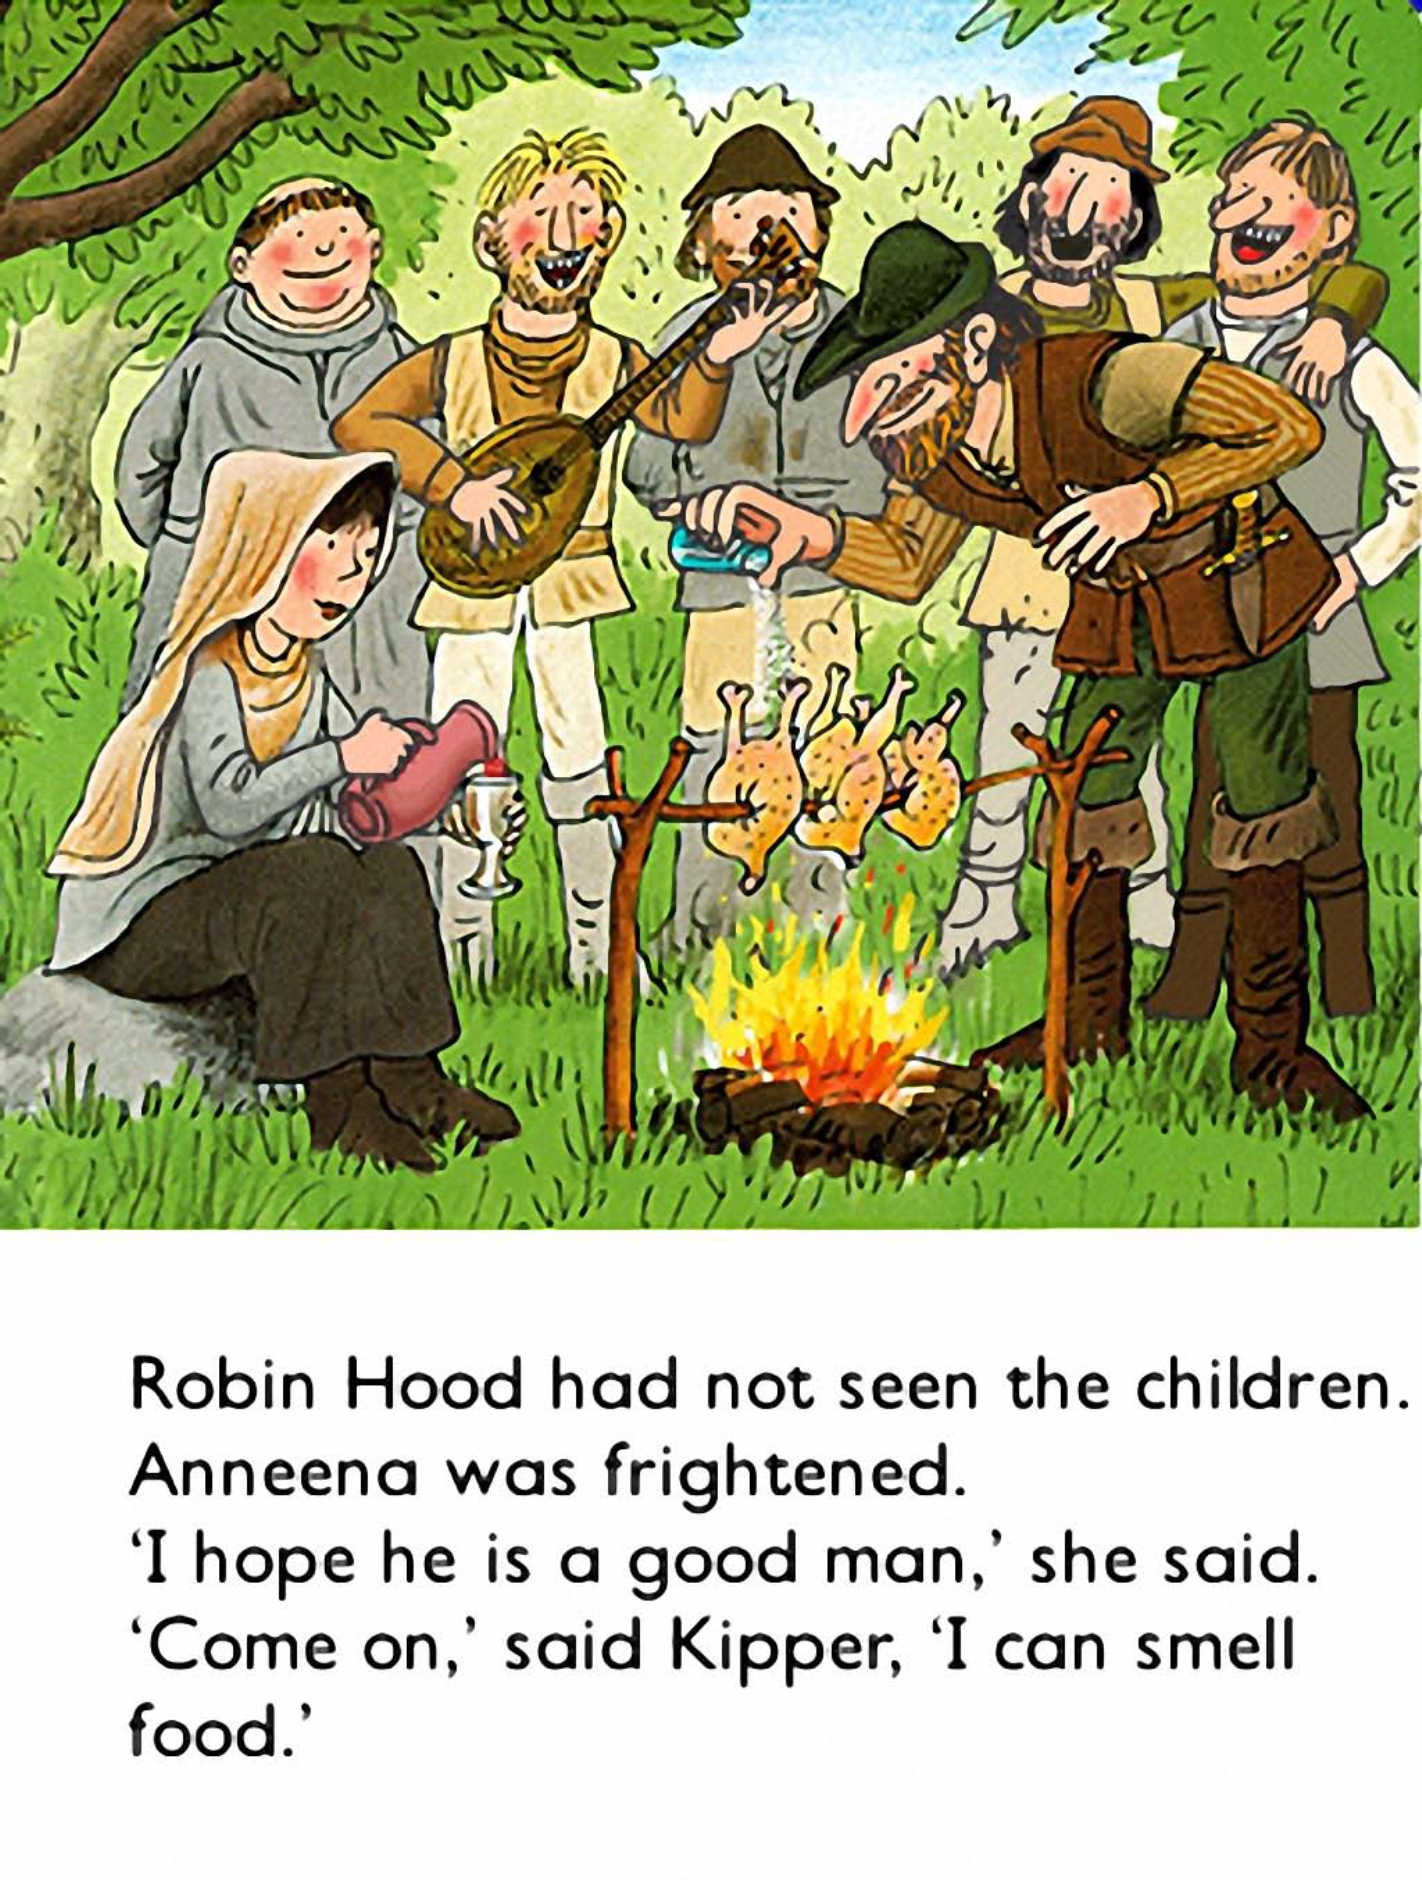 Robin Hood had not seen the children.
Anneena was frightened.
‘I hope he is a good man,’ she said.
‘Come on,’ said Kipper, ‘I can smell
food.’